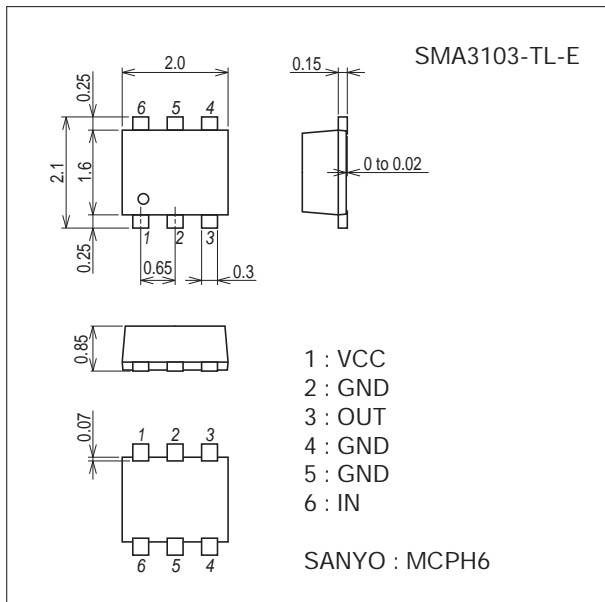 SMA3103-TL-E
2.0
0.15
0.25
6 5 4
2.1
1.6
0 to 0.02
0.25
1 2 3
0.65
0.3
0.85
1 : VCC
2 : GND
3 : OUT
4 : GND
5 : GND
6 : IN
0.07
1 2 3
6 5 4
SANYO : MCPH6